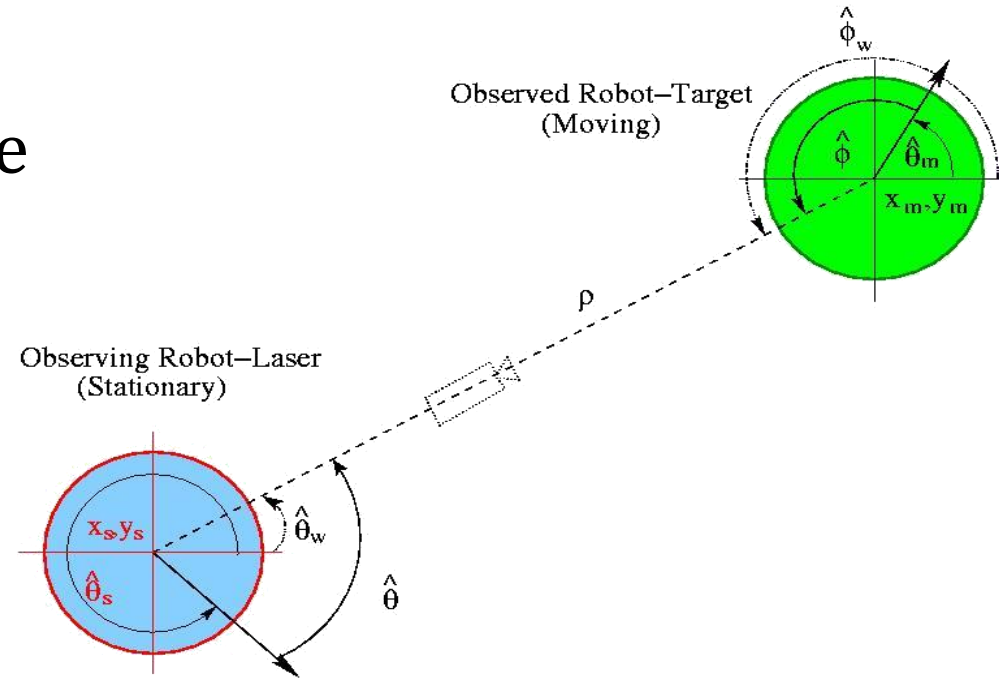 e
φ̂w
Observed Robot–Target
(Moving)
φ̂
θ̂m
xm,ym
ρ
Observing Robot–Laser
(Stationary)
xs,ys
θ̂w
θ̂s
θ̂